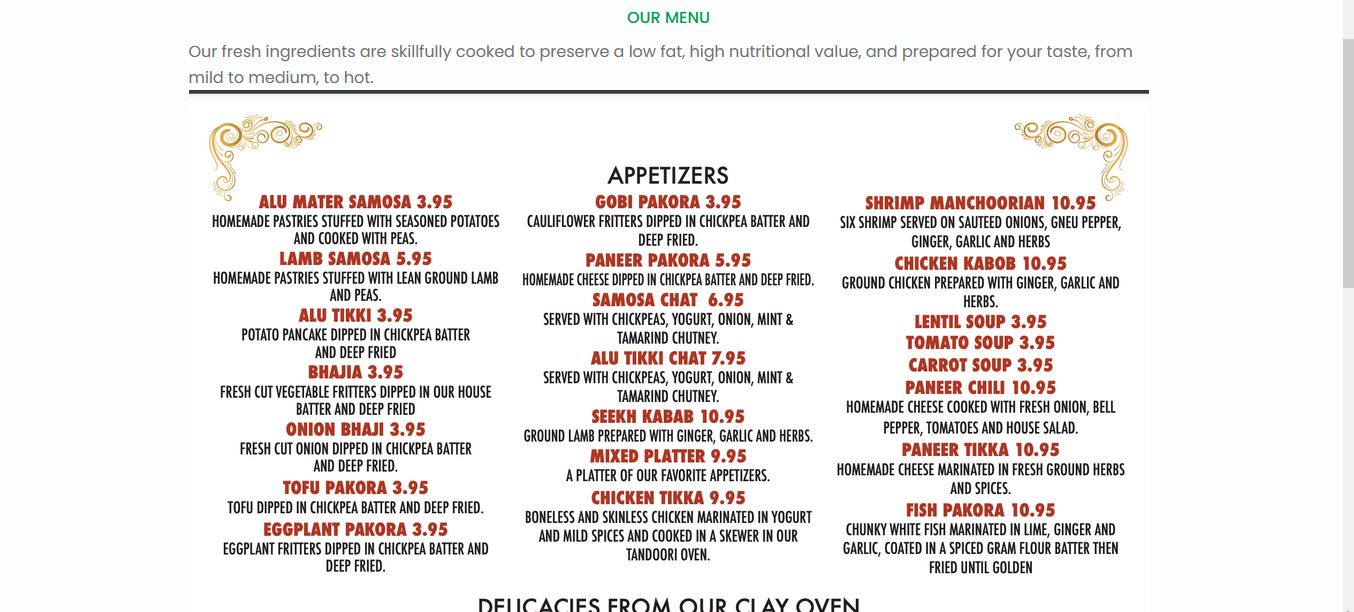 OUR MENU
Our fresh ingredients are skillfully cooked to preserve a low fat, high nutritional value, and prepared for your taste, from
mild to medium, to hot.
APPETIZERS
ALU MATER SAMOSA 3.95
HOMEMADE PASTRIES STUFFED WITH SEASONED POTATOES
AND COOKED WITH PEAS.
LAMB SAMOSA 5.95
HOMEMADE PASTRIES STUFFED WITH LEAN GROUND LAMB
AND PEAS.
ALU TIKKI 3.95
POTATO PANCAKE DIPPED IN CHICKPEA BATTER
AND DEEP FRIED
BHAJIA 3.95
FRESH CUT VEGETABLE FRITTERS DIPPED IN OUR HOUSE
BATTER AND DEEP FRIED
ONION BHAJI 3.95
FRESH CUT ONION DIPPED IN CHICKPEA BATTER
AND DEEP FRIED.
TOFU PAKORA 3.95
TOFU DIPPED IN CHICKPEA BATTER AND DEEP FRIED.
EGGPLANT PAKORA 3.95
EGGPLANT FRITTERS DIPPED IN CHICKPEA BATTER AND
DEEP FRIED.
GOBI PAKORA 3.95
CAULIFLOWER FRITTERS DIPPED IN CHICKPEA BATTER AND
DEEP FRIED.
PANEER PAKORA 5.95
HOMEMADE CHEESE DIPPED IN CHICKPEA BATTER AND DEEP FRIED.
SAMOSA CHAT 6.95
SERVED WITH CHICKPEAS, YOGURT, ONION, MINT &
TAMARIND CHUTNEY.
ALU TIKKI CHAT 7.95
SERVED WITH CHICKPEAS, YOGURT, ONION, MINT &
TAMARIND CHUTNEY.
SEEKH KABAB 10.95
GROUND LAMB PREPARED WITH GINGER, GARLIC AND HERBS.
MIXED PLATTER 9.95
A PLATTER OF OUR FAVORITE APPETIZERS.
CHICKEN TIKKA 9.95
BONELESS AND SKINLESS CHICKEN MARINATED IN YOGURT
AND MILD SPICES AND COOKED IN A SKEWER IN OUR
TANDOORI OVEN.
SHRIMP MANCHOORIAN 10.95
SIX SHRIMP SERVED ON SAUTEED ONIONS, GNEU PEPPER,
GINGER, GARLIC AND HERBS
CHICKEN KABOB 10.95
GROUND CHICKEN PREPARED WITH GINGER, GARLIC AND
HERBS.
LENTIL SOUP 3.95
TOMATO SOUP 3.95
CARROT SOUP 3.95
PANEER CHILI 10.95
HOMEMADE CHEESE COOKED WITH FRESH ONION, BELL
PEPPER, TOMATOES AND HOUSE SALAD.
PANEER TIKKA 10.95
HOMEMADE CHEESE MARINATED IN FRESH GROUND HERBS
AND SPICES.
FISH PAKORA 10.95
CHUNKY WHITE FISH MARINATED IN LIME, GINGER AND
GARLIC, COATED IN A SPICED GRAM FLOUR BATTER THEN
FRIED UNTIL GOLDEN
DELICACIES FROM OUR CLAY OVEN